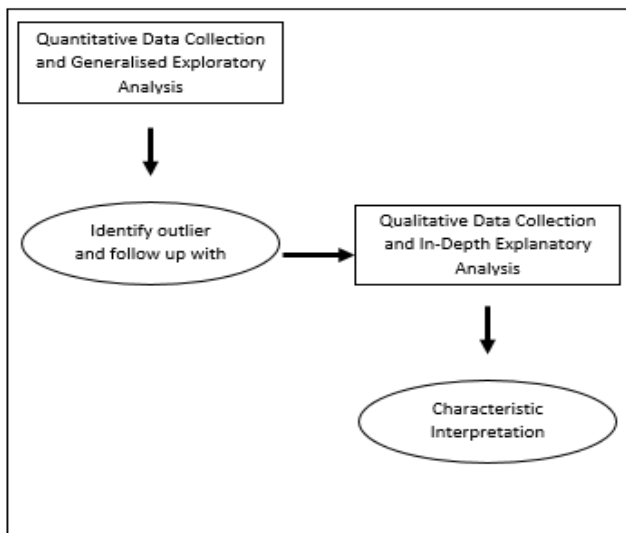 Quantitative Data Collection
and Generalised Exploratory
Analysis
Identify outlier
and follow up with
Qualitative Data Collection
and In-Depth Explanatory
Analysis
Characteristic
Interpretation